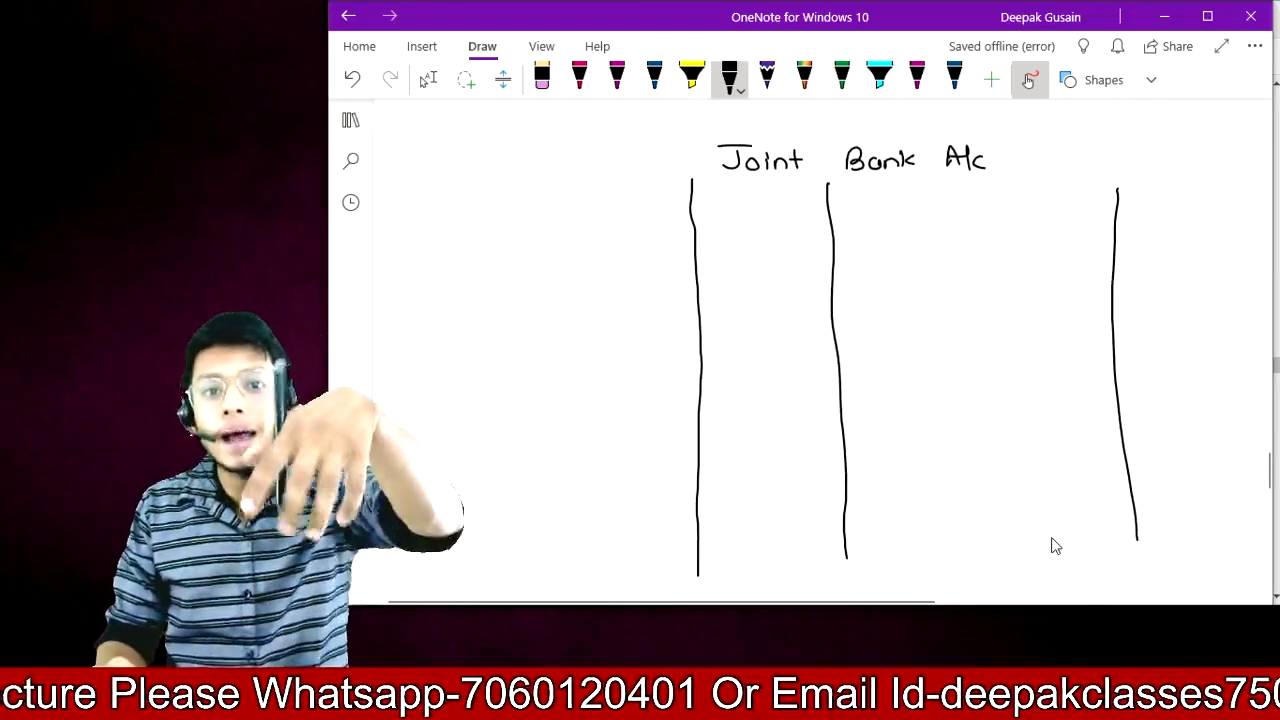 OneNote for Windows 10
Deepak Gusain
Home Insert Draw View Help
Saved offline (error)
Share
Shapes
Joint Bank A/c
cture Please Whatsapp-7060120401 Or Email Id-deepakclasses750